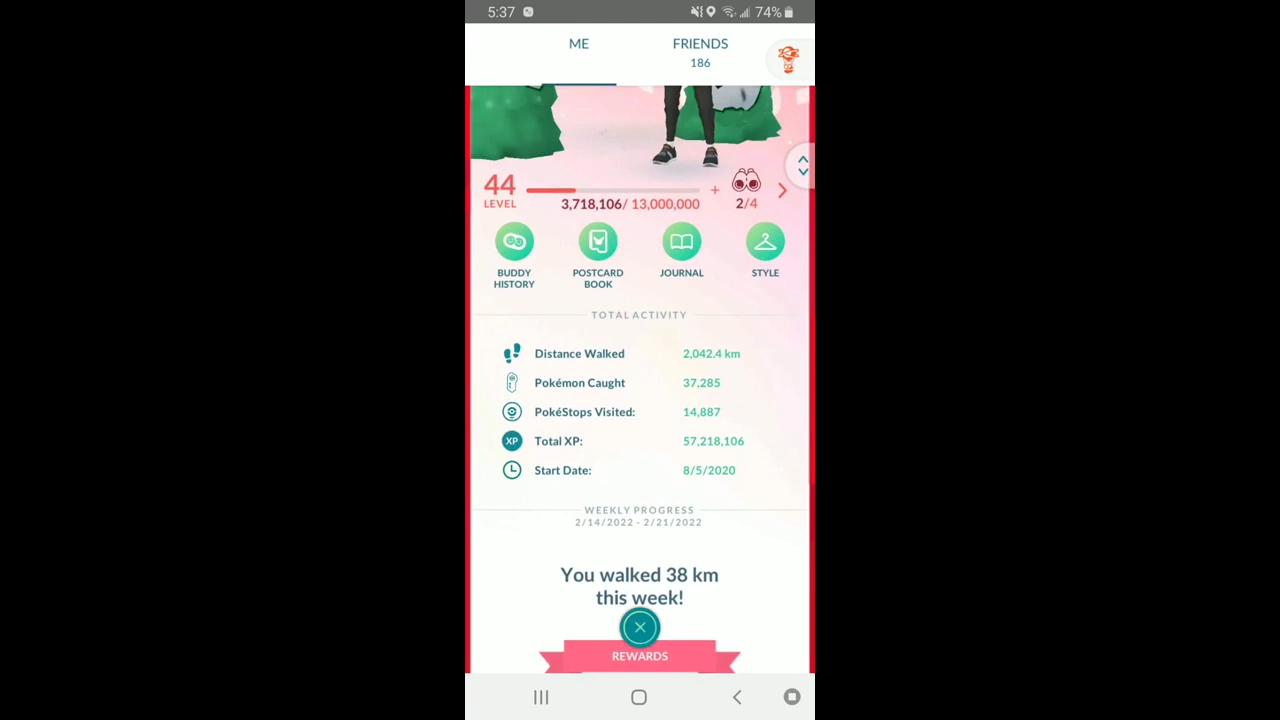 5:37
74%
ME
FRIENDS
186
44
LEVEL
3,718,106/ 13,000,000
+
2/4
BUDDY
HISTORY
POSTCARD
BOOK
JOURNAL
STYLE
TOTAL ACTIVITY
Distance Walked 2,042.4 km
Pokémon Caught 37,285
PokéStops Visited: 14,887
XP Total XP: 57,218,106
Start Date: 8/5/2020
WEEKLY PROGRESS
2/14/2022 - 2/21/2022
You walked 38 km
this week!
REWARDS